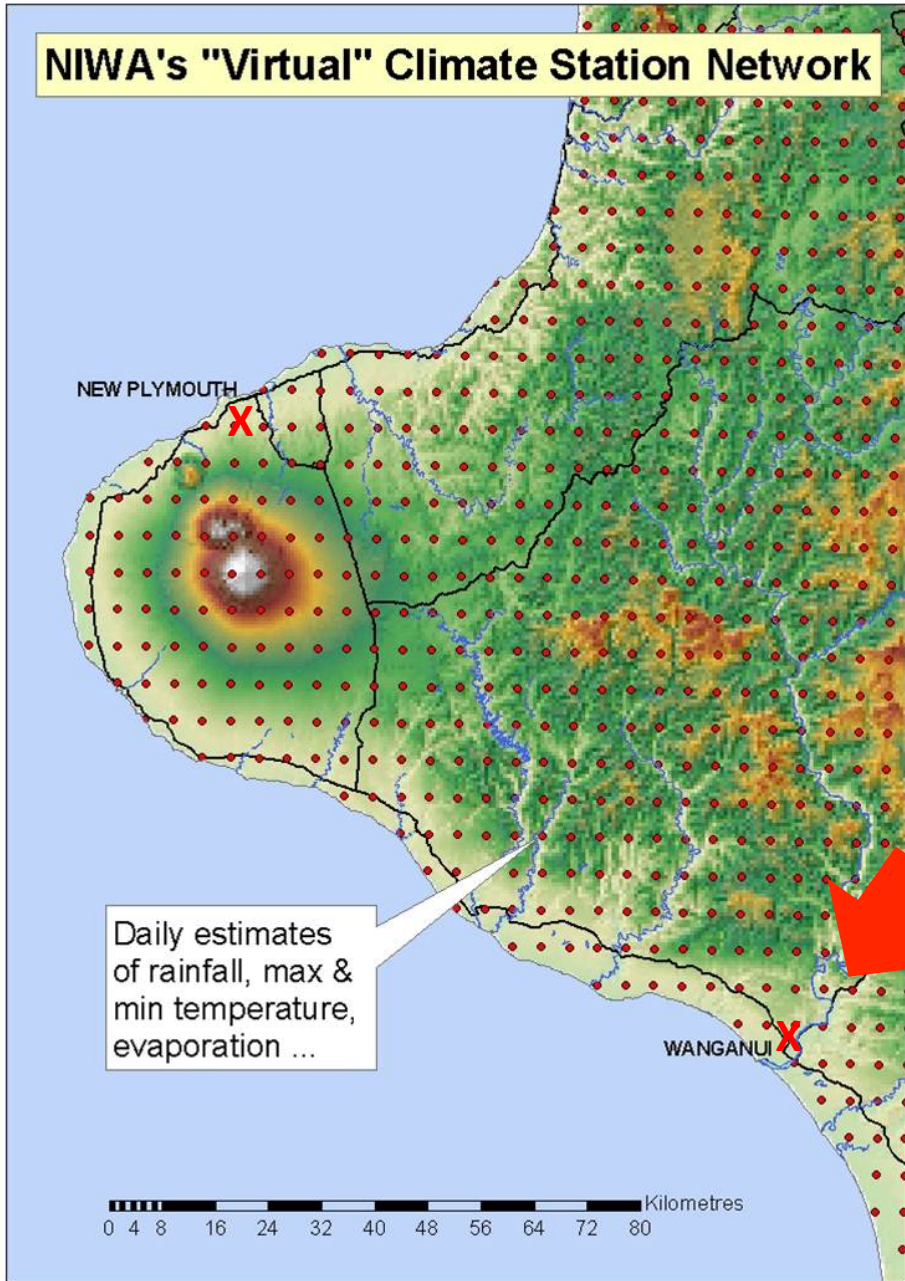 NIWA's "Virtual" Climate Station Network
NEW PLYMOUTH
X
Daily estimates
of rainfall, max &
min temperature,
evaporation ...
X
WANGANUI
Kilometres
0 4 8 16 24 32 40 48 56 64 72 80